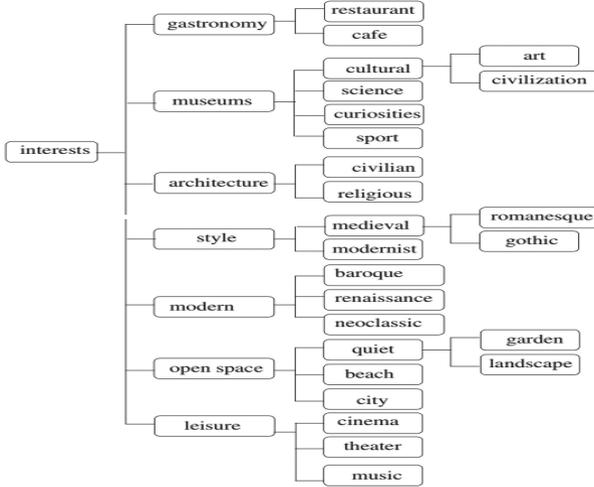 interests
gastronomy
restaurant
cafe
museums
cultural
art
civilization
science
curiosities
sport
architecture
civilian
religious
style
medieval
romanesque
gothic
modernist
modern
baroque
renaissance
neoclassic
open space
quiet
garden
landscape
beach
city
leisure
cinema
theater
music